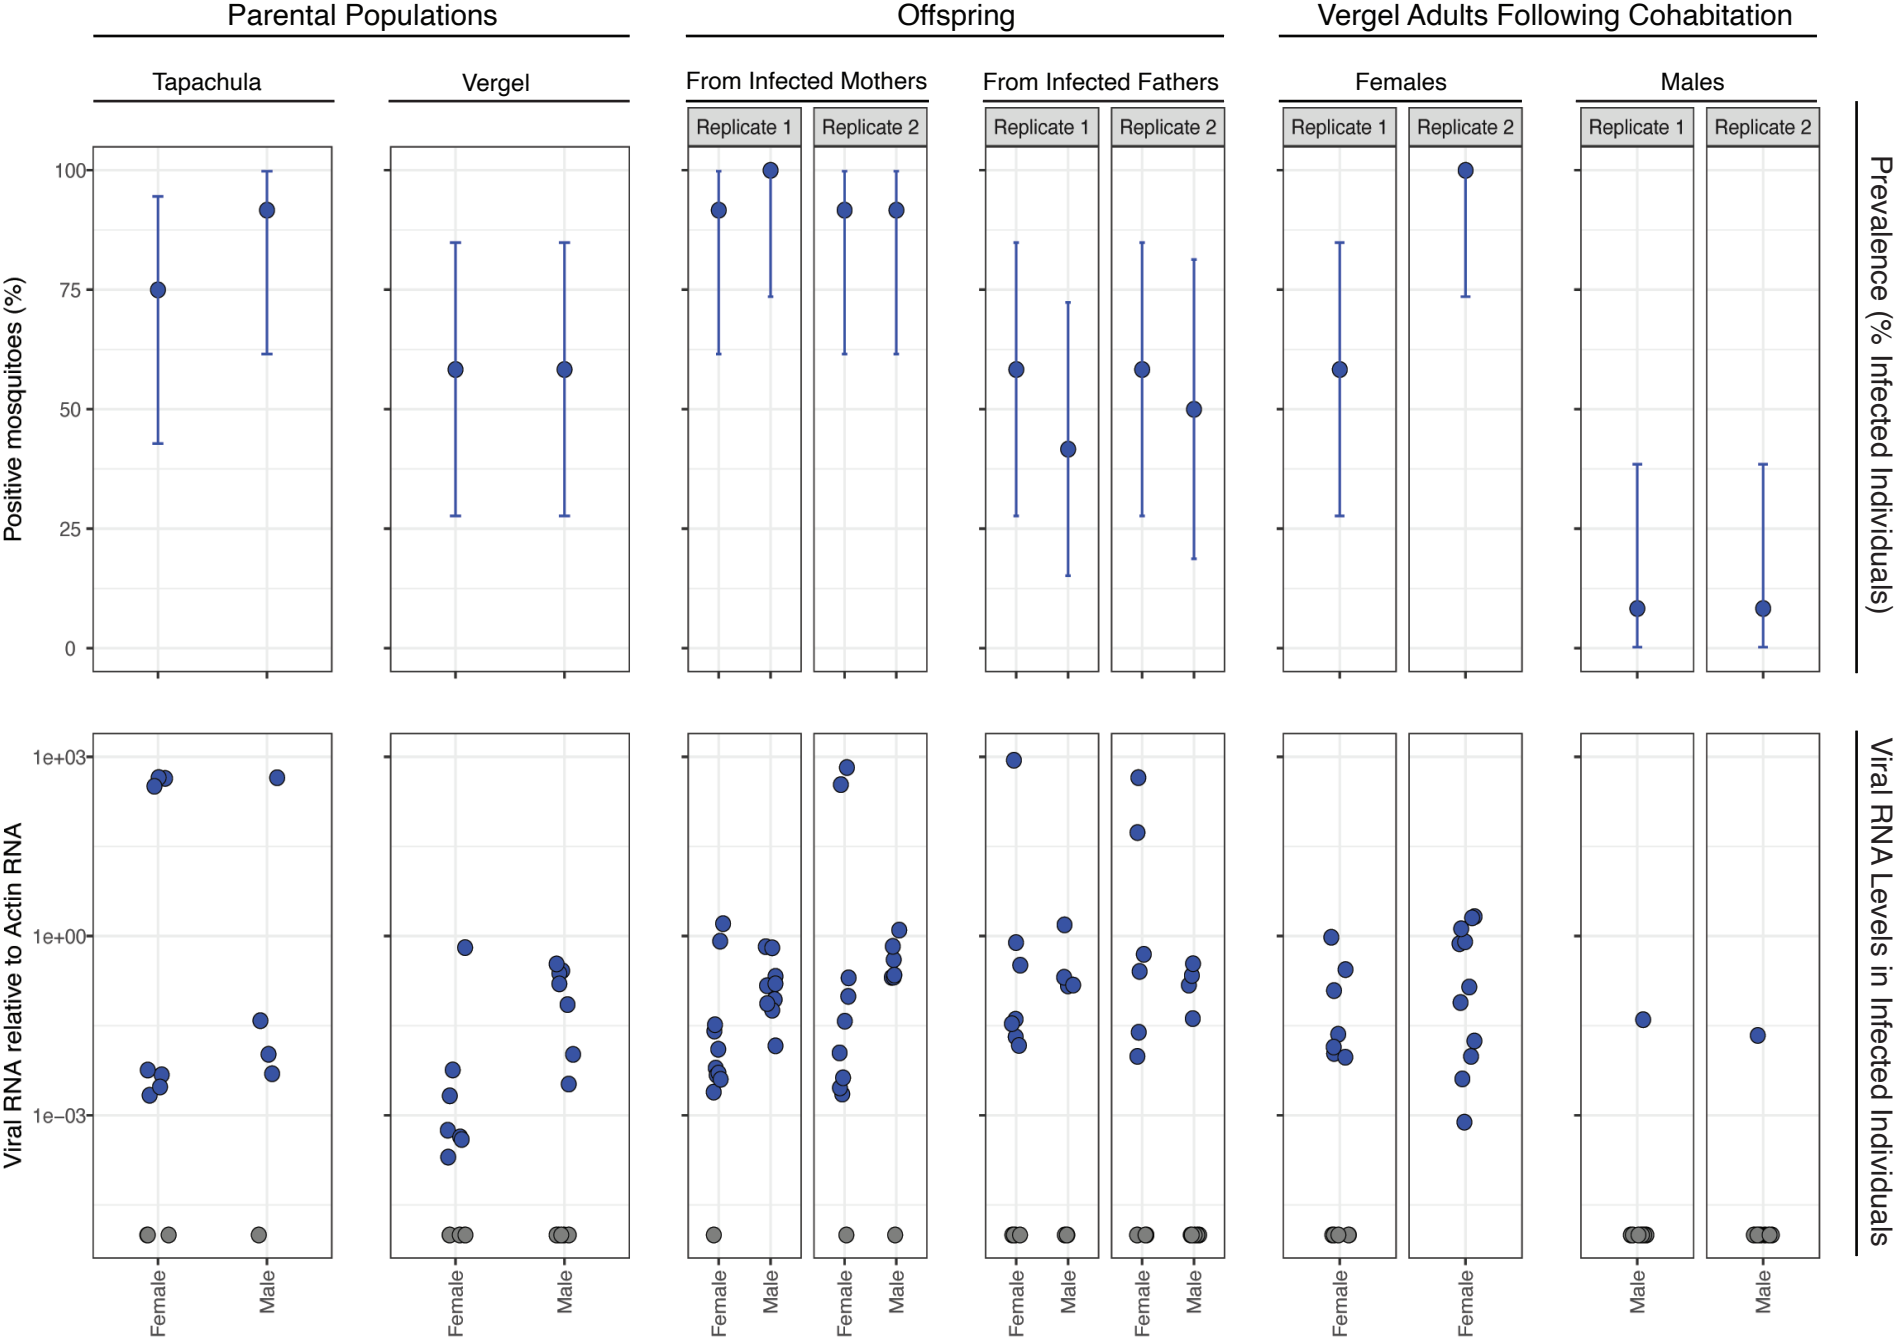 Parental Populations
Offspring
Vergel Adults Following Cohabitation
Tapachula
Vergel
From Infected Mothers
From Infected Fathers
Females
Males
Replicate 1
Replicate 2
Replicate 1
Replicate 2
Replicate 1
Replicate 2
Replicate 1
Replicate 2
Positive mosquitoes (%)
100
75
50
25
0
Prevalence (% Infected Individuals)
Viral RNA relative to Actin RNA
1e+03
1e+00
1e−03
Viral RNA Levels in Infected Individuals
Female
Male
Female
Male
Female
Male
Female
Male
Female
Male
Female
Male
Female
Female
Male
Male